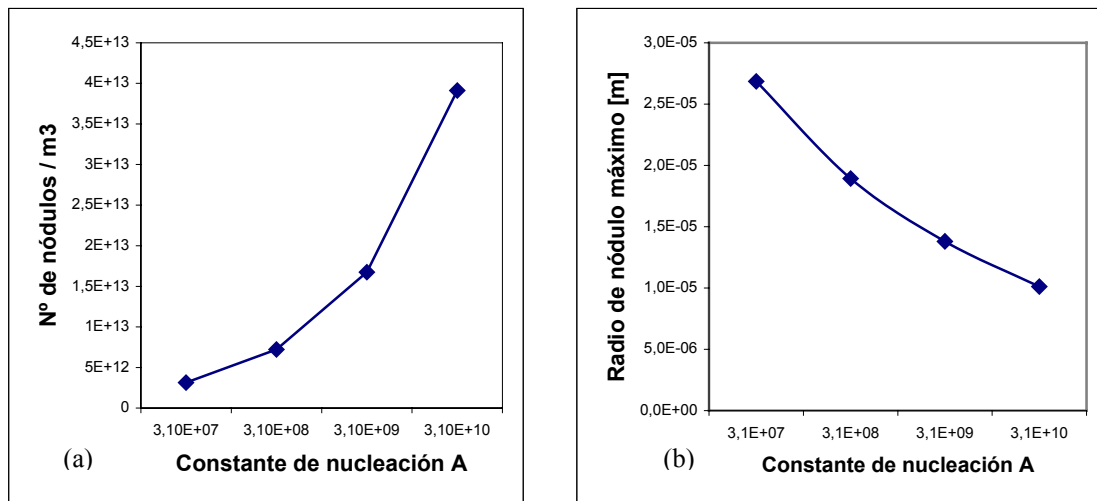 4,5E+13
4E+13
3,5E+13
3E+13
2,5E+13
2E+13
1,5E+13
1E+13
5E+12
0
Nº de nódulos / m3
3,10E+07 3,10E+08 3,10E+09 3,10E+10
(a) Constante de nucleación A
3,0E-05
2,5E-05
2,0E-05
1,5E-05
1,0E-05
5,0E-06
0,0E+00
Radio de nódulo máximo [m]
3,1E+07 3,1E+08 3,1E+09 3,1E+10
(b) Constante de nucleación A